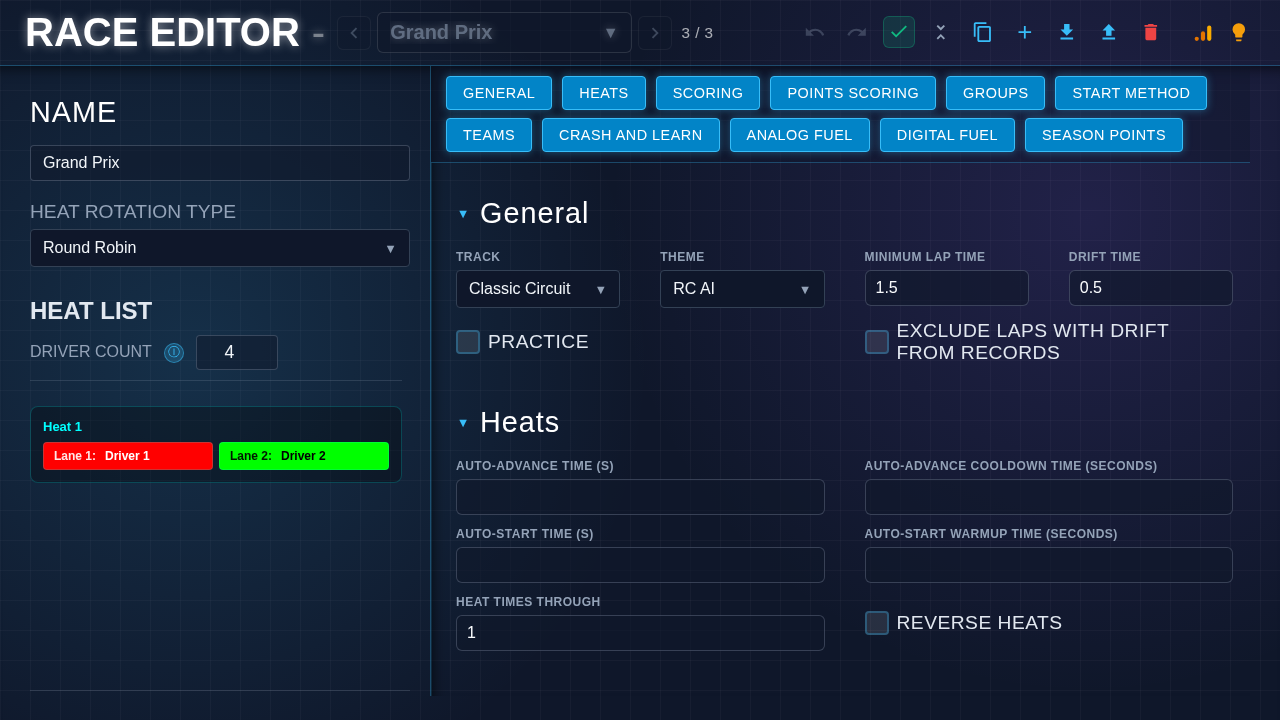 RACE EDITOR -
Grand Prix
3 / 3
NAME
Grand Prix
HEAT ROTATION TYPE
Round Robin
HEAT LIST
DRIVER COUNT
4
Heat 1
Lane 1: Driver 1
Lane 2: Driver 2
GENERAL HEATS SCORING POINTS SCORING GROUPS START METHOD
TEAMS CRASH AND LEARN ANALOG FUEL DIGITAL FUEL SEASON POINTS
General
TRACK THEME MINIMUM LAP TIME DRIFT TIME
Classic Circuit RC AI 1.5 0.5
PRACTICE
EXCLUDE LAPS WITH DRIFT
FROM RECORDS
Heats
AUTO-ADVANCE TIME (S) AUTO-ADVANCE COOLDOWN TIME (SECONDS)
AUTO-START TIME (S) AUTO-START WARMUP TIME (SECONDS)
HEAT TIMES THROUGH
1
REVERSE HEATS